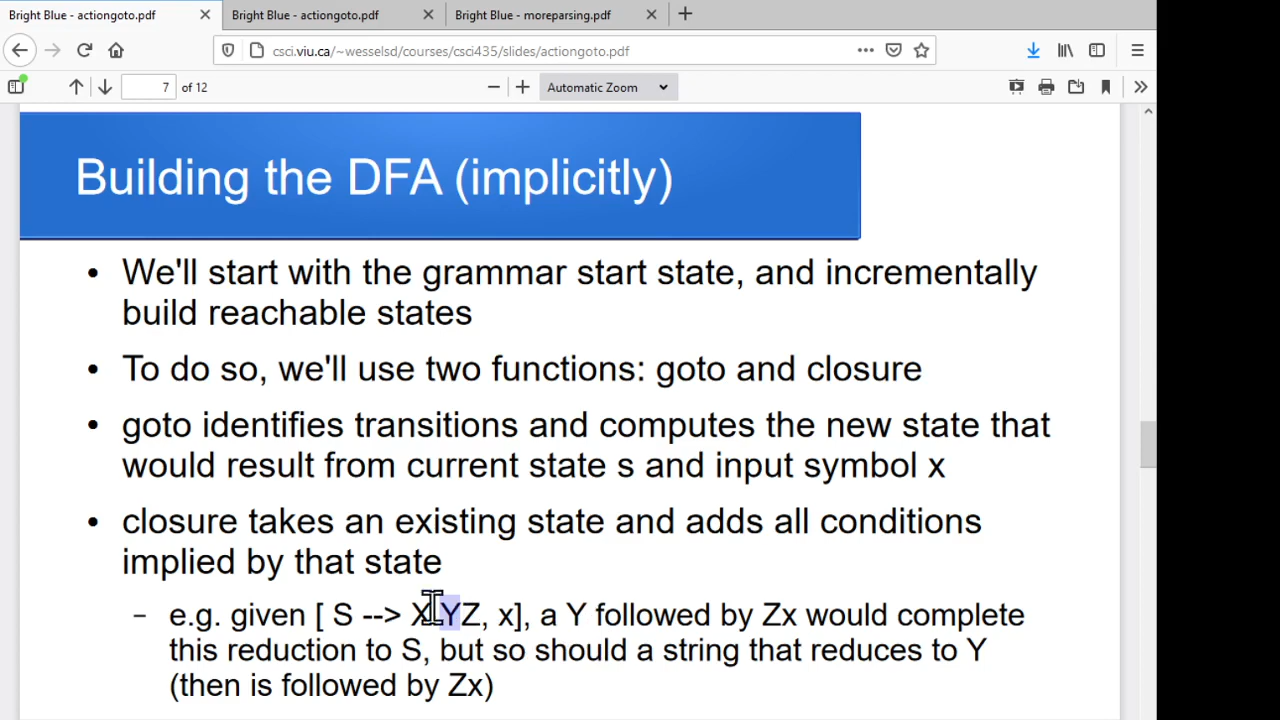 Bright Blue - actiongoto.pdf
Bright Blue - actiongoto.pdf
Bright Blue - moreparsing.pdf
csci.viu.ca/~wesselsd/courses/csci435/slides/actiongoto.pdf
7 of 12
Automatic Zoom
Building the DFA (implicitly)
• We'll start with the grammar start state, and incrementally
build reachable states
• To do so, we'll use two functions: goto and closure
• goto identifies transitions and computes the new state that
would result from current state s and input symbol x
• closure takes an existing state and adds all conditions
implied by that state
– e.g. given [ S --> X.YZ, x], a Y followed by Zx would complete
this reduction to S, but so should a string that reduces to Y
(then is followed by Zx)